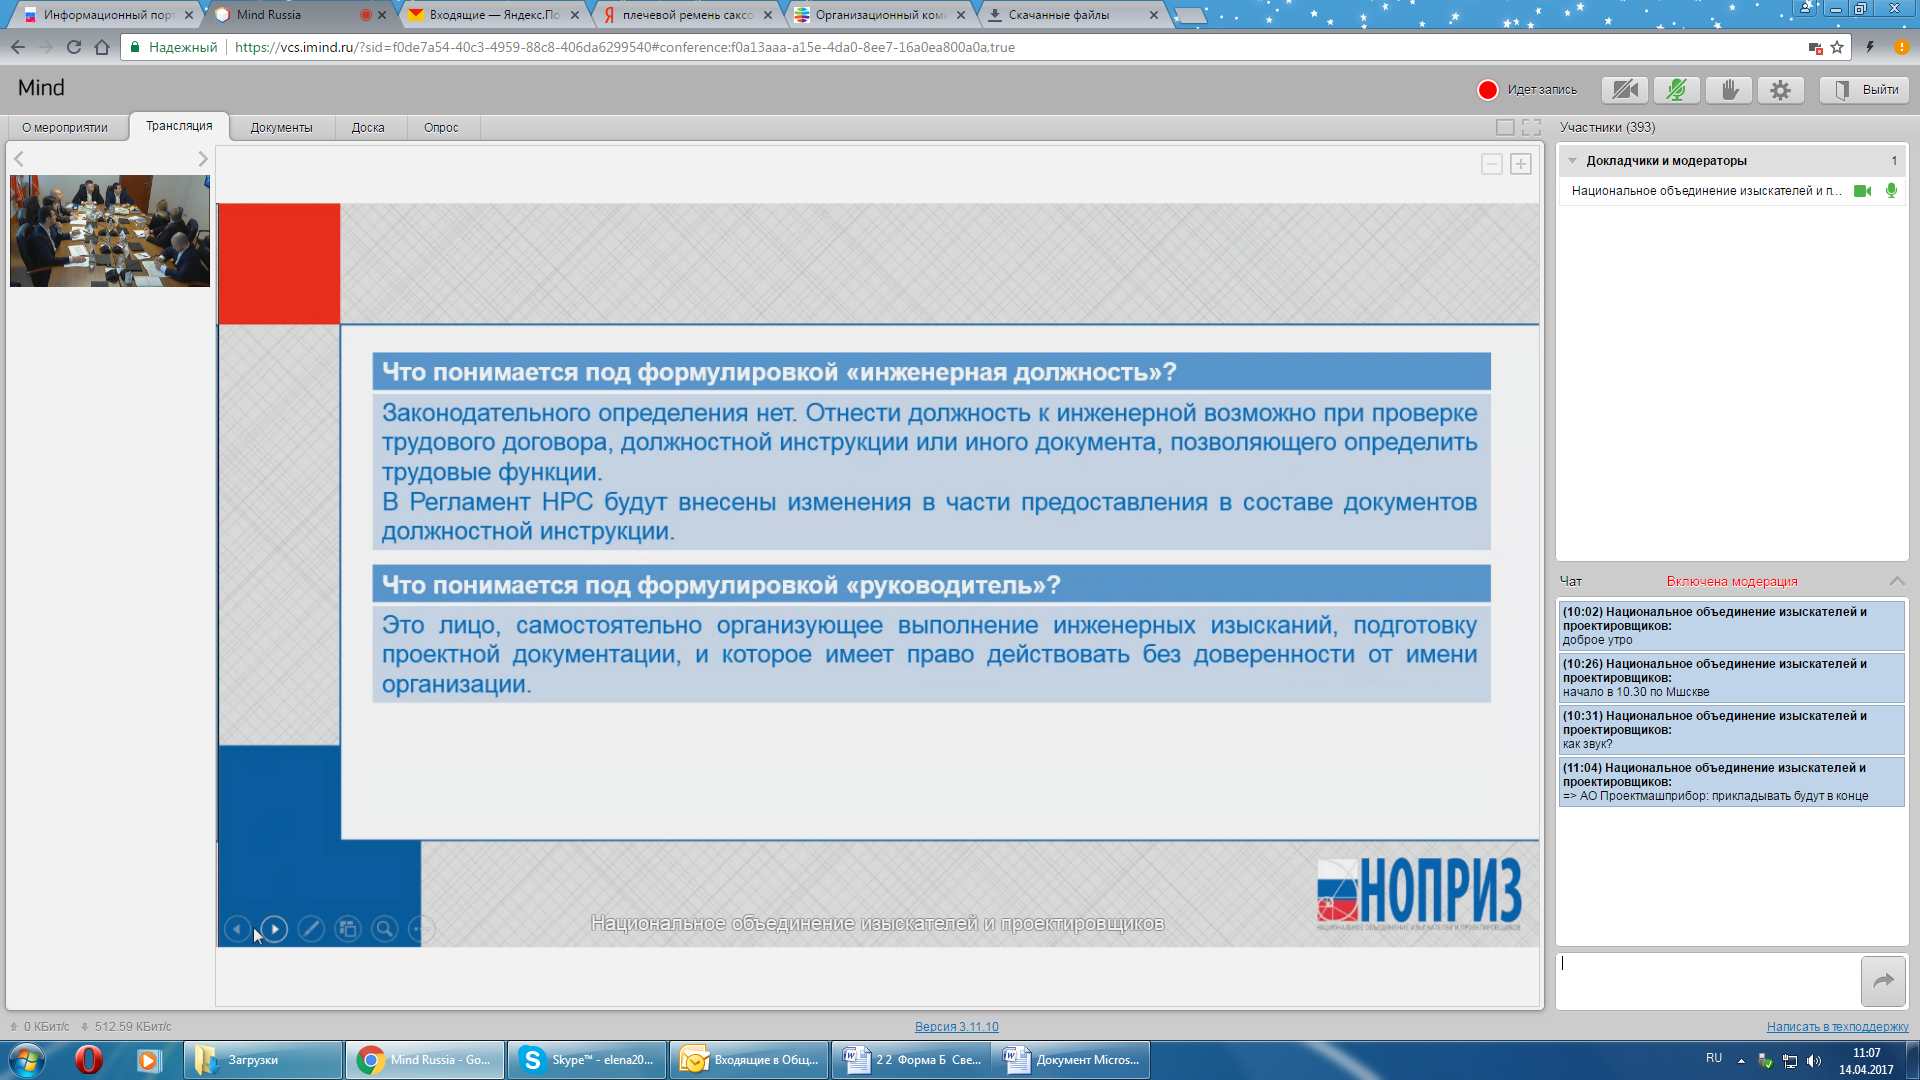 Информационный порт
Mind Russia
Входящие — Яндекс.По
плечевой ремень саксо
Организационный ком
Скачанные файлы
Надежный
https://vcs.imind.ru/?sid=f0de7a54-40c3-4959-88c8-406da6299540#conference:f0a13aaa-a15e-4da0-8ee7-16a0ea800a0a,true
Mind
Идет запись
Выйти
О мероприятии
Трансляция
Документы
Доска
Опрос
Участники (393)
Докладчики и модераторы 1
Национальное объединение изыскателей и п...
Что понимается под формулировкой «инженерная должность»?
Законодательного определения нет. Отнести должность к инженерной возможно при проверке
трудового договора, должностной инструкции или иного документа, позволяющего определить
трудовые функции.
В Регламент НРС будут внесены изменения в части предоставления в составе документов
должностной инструкции.
Что понимается под формулировкой «руководитель»?
Это лицо, самостоятельно организующее выполнение инженерных изысканий, подготовку
проектной документации, и которое имеет право действовать без доверенности от имени
организации.
Национальное объединение изыскателей и проектировщиков
НОПРИЗ
НАЦИОНАЛЬНОЕ ОБЪЕДИНЕНИЕ ИЗЫСКАТЕЛЕЙ И ПРОЕКТИРОВЩИКОВ
Чат
Включена модерация
(10:02) Национальное объединение изыскателей и
проектировщиков:
доброе утро
(10:26) Национальное объединение изыскателей и
проектировщиков:
начало в 10.30 по Мшскве
(10:31) Национальное объединение изыскателей и
проектировщиков:
как звук?
(11:04) Национальное объединение изыскателей и
проектировщиков:
=> АО Проектмашприбор: прикладывать будут в конце
0 КБит/с
512.59 КБит/с
Версия 3.11.10
Написать в техподдержку
Загрузки
Mind Russia - Go...
Skype™ - elena20...
Входящие в Общ...
2 2 Форма Б Све...
Документ Micros...
RU
11:07
14.04.2017